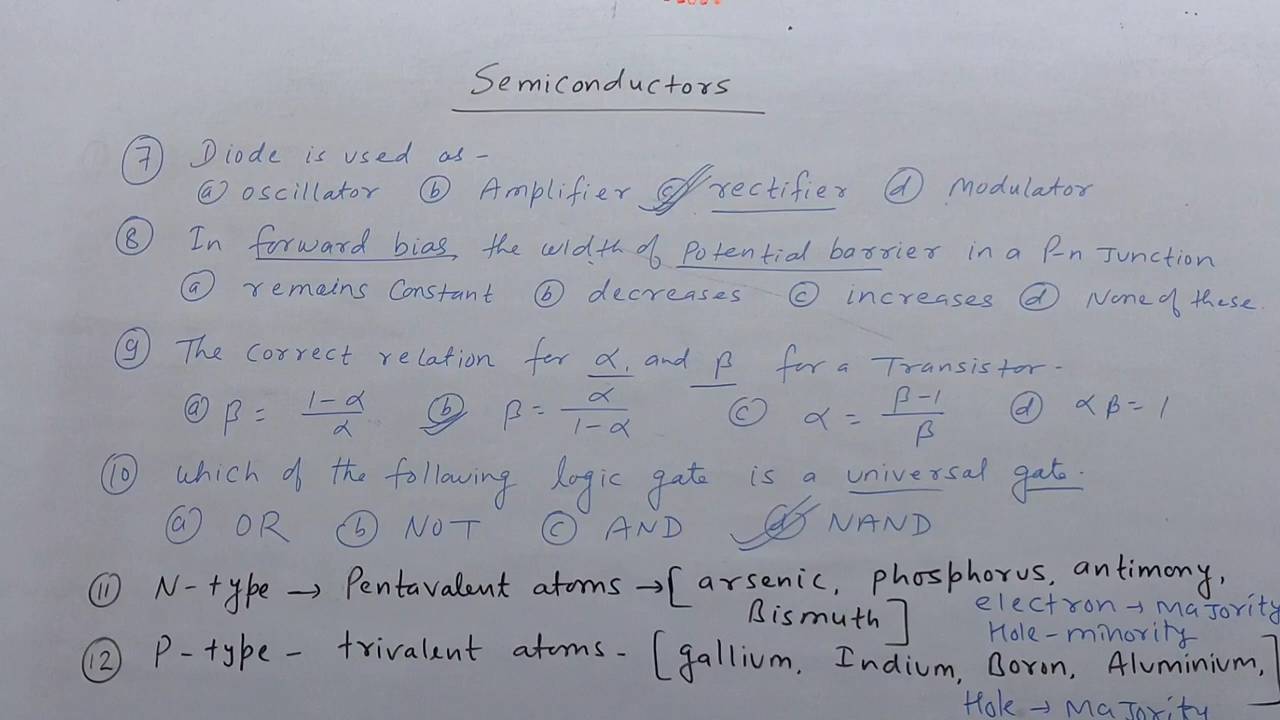 Semiconductors
⑦ Diode is used as -
ⓐ oscillator ⓑ Amplifier ⓒ rectifier ⓓ Modulator
⑧ In forward bias, the width of Potential barrier in a P-n Junction
ⓐ remains Constant ⓑ decreases ⓒ increases ⓓ None of these.
⑨ The correct relation for α, and β for a Transistor-
ⓐ β = (1-α)/α ⓑ β = α/(1-α) ⓒ α = (β-1)/β ⓓ αβ = 1
⑩ which of the following logic gate is a universal gate.
ⓐ OR ⓑ NOT ⓒ AND ⓓ NAND
⑪ N-type → Pentavalent atoms → [arsenic, phosphorus, antimony,
Bismuth]
electron → Majority
Hole - minority
⑫ P-type - trivalent atoms - [gallium, Indium, Boron, Aluminium,]
Hole → Majority